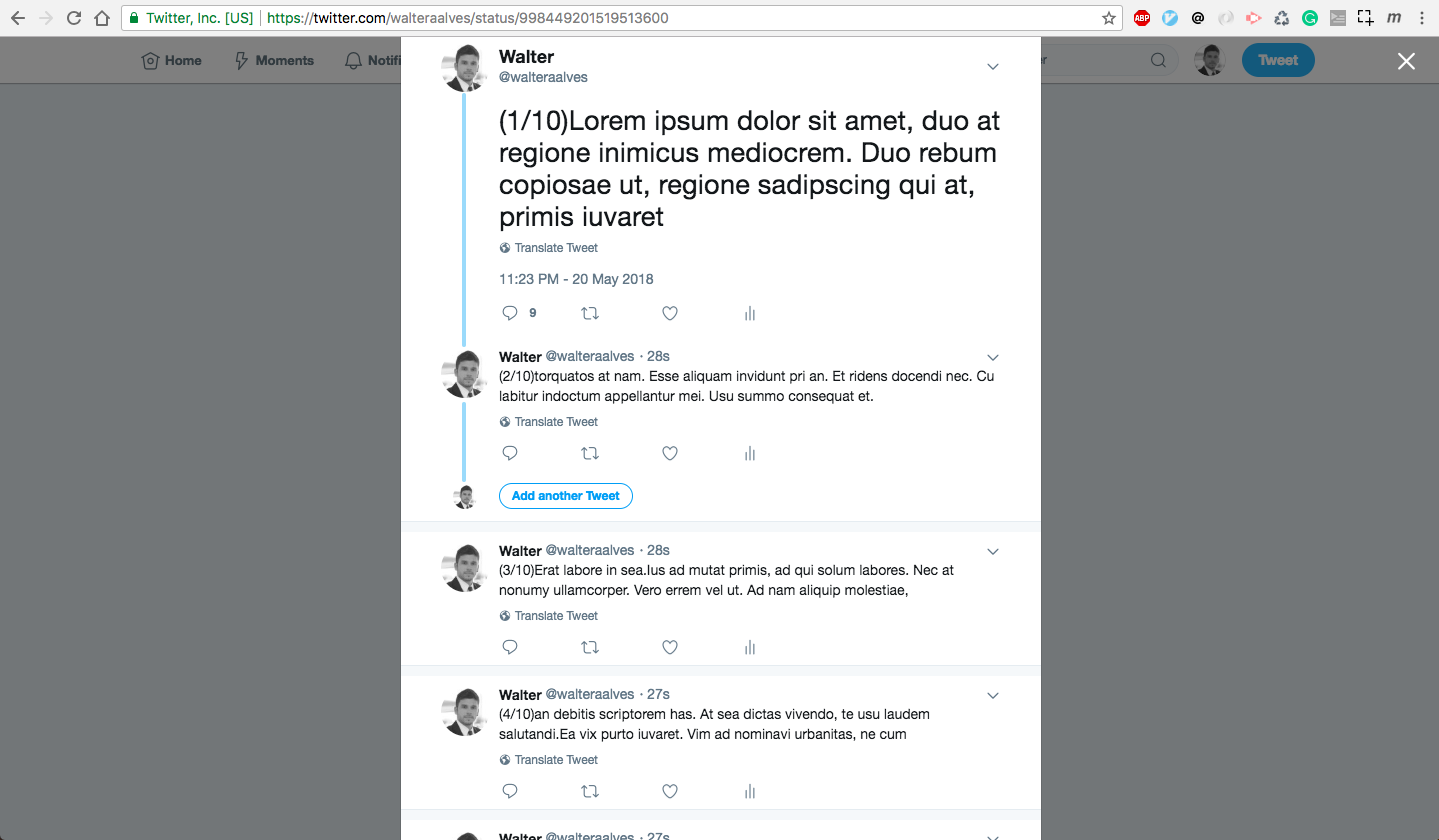 Twitter, Inc. [US] https://twitter.com/walteraalves/status/998449201519513600
ABP
@
G
m
Home
Moments
Notifi
er
Tweet
Walter
@walteraalves
(1/10)Lorem ipsum dolor sit amet, duo at
regione inimicus mediocrem. Duo rebum
copiosae ut, regione sadipscing qui at,
primis iuvaret
Translate Tweet
11:23 PM - 20 May 2018
9
Walter @walteraalves · 28s
(2/10)torquatos at nam. Esse aliquam invidunt pri an. Et ridens docendi nec. Cu
labitur indoctum appellantur mei. Usu summo consequat et.
Translate Tweet
Add another Tweet
Walter @walteraalves · 28s
(3/10)Erat labore in sea.Ius ad mutat primis, ad qui solum labores. Nec at
nonumy ullamcorper. Vero errem vel ut. Ad nam aliquip molestiae,
Translate Tweet
Walter @walteraalves · 27s
(4/10)an debitis scriptorem has. At sea dictas vivendo, te usu laudem
salutandi.Ea vix purto iuvaret. Vim ad nominavi urbanitas, ne cum
Translate Tweet
Walter @walteraalves · 27s